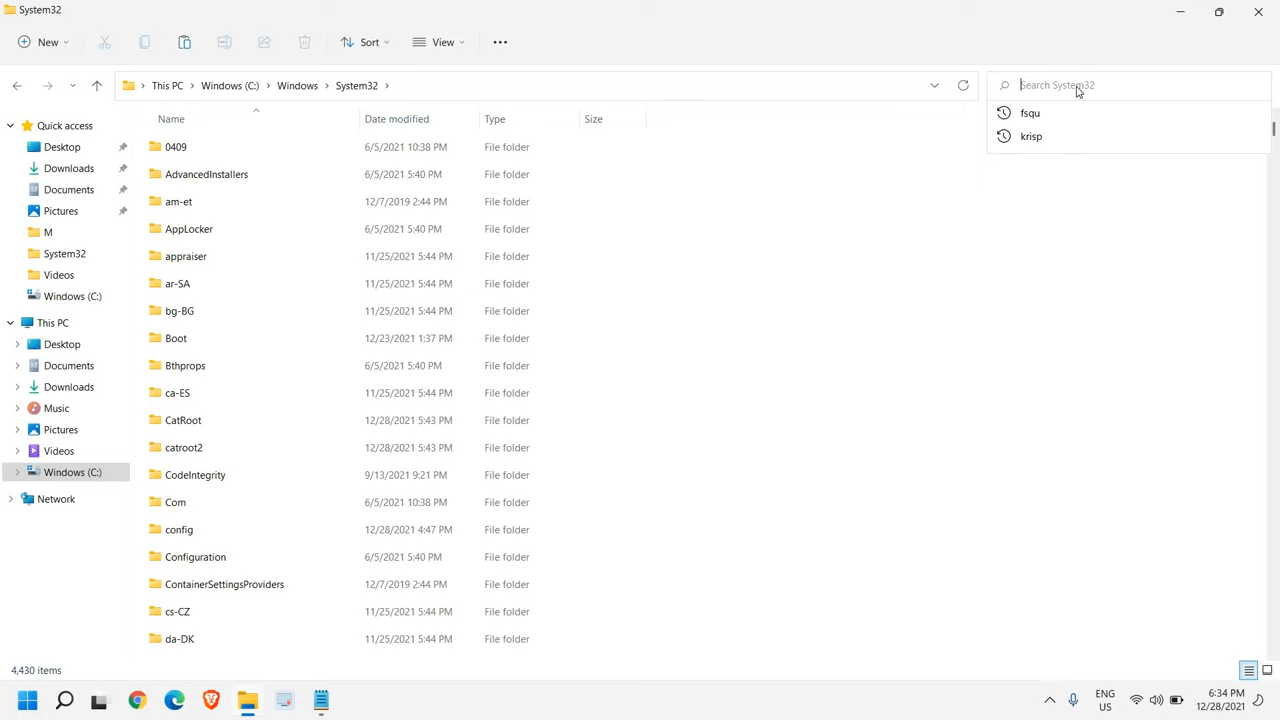 System32
New
Sort
View
This PC
Windows (C:)
Windows
System32
Search System32
fsqu
krisp
Name
Date modified
Type
Size
Quick access
Desktop
Downloads
Documents
Pictures
M
System32
Videos
Windows (C:)
This PC
Desktop
Documents
Downloads
Music
Pictures
Videos
Windows (C:)
Network
0409 6/5/2021 10:38 PM File folder
AdvancedInstallers 6/5/2021 5:40 PM File folder
am-et 12/7/2019 2:44 PM File folder
AppLocker 6/5/2021 5:40 PM File folder
appraiser 11/25/2021 5:44 PM File folder
ar-SA 11/25/2021 5:44 PM File folder
bg-BG 11/25/2021 5:44 PM File folder
Boot 12/23/2021 1:37 PM File folder
Bthprops 6/5/2021 5:40 PM File folder
ca-ES 11/25/2021 5:44 PM File folder
CatRoot 12/28/2021 5:43 PM File folder
catroot2 12/28/2021 5:43 PM File folder
CodeIntegrity 9/13/2021 9:21 PM File folder
Com 6/5/2021 10:38 PM File folder
config 12/28/2021 4:47 PM File folder
Configuration 6/5/2021 5:40 PM File folder
ContainerSettingsProviders 12/7/2019 2:44 PM File folder
cs-CZ 11/25/2021 5:44 PM File folder
da-DK 11/25/2021 5:44 PM File folder
4,430 items
ENG
US
6:34 PM
12/28/2021